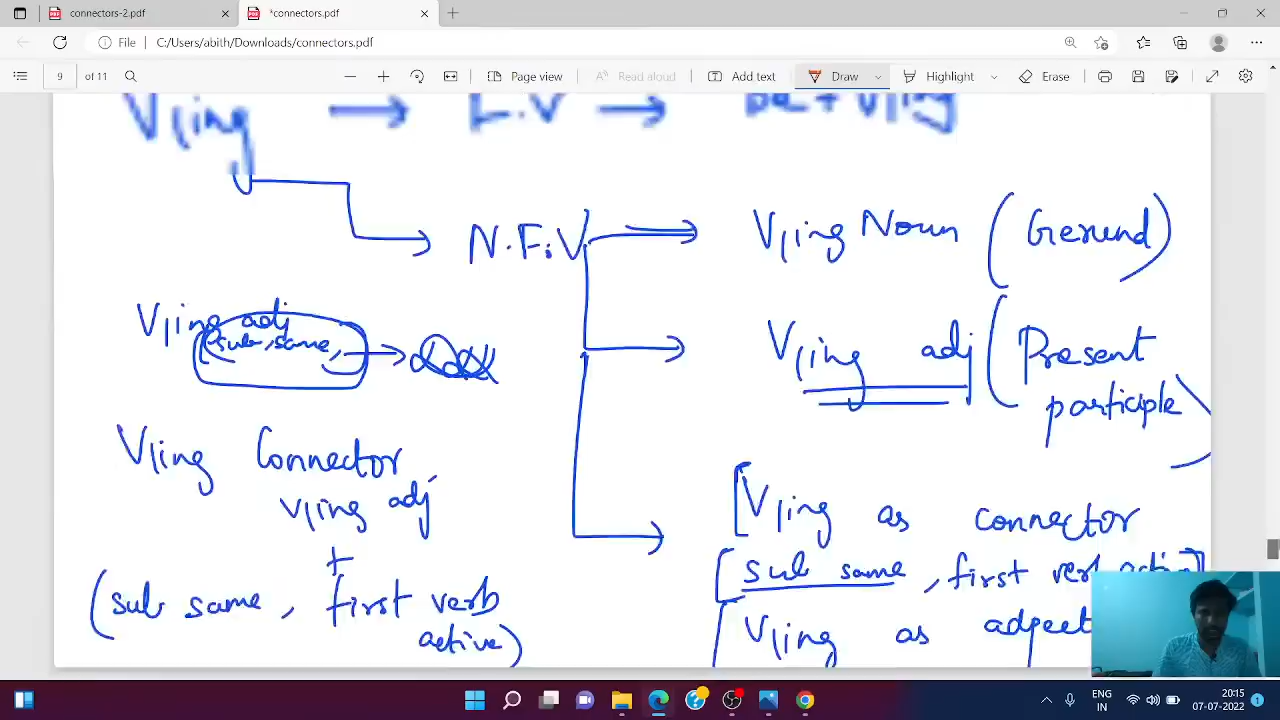 connectors-2.pdf
*connectors.pdf
File C:/Users/abith/Downloads/connectors.pdf
9 of 11
Page view
Read aloud
Add text
Draw
Highlight
Erase
V1ing → L.V → be + V1ing
N.F.V → V1ing Noun (Gerund)
V1ing adj
(sub, same,
V1ing adj (Present
participle)
V1ing Connector
V1ing adj
+
(sub same, first verb
active)
[V1ing as connector
[sub same, first verb
V1ing as
ENG
IN
20:15
07-07-2022